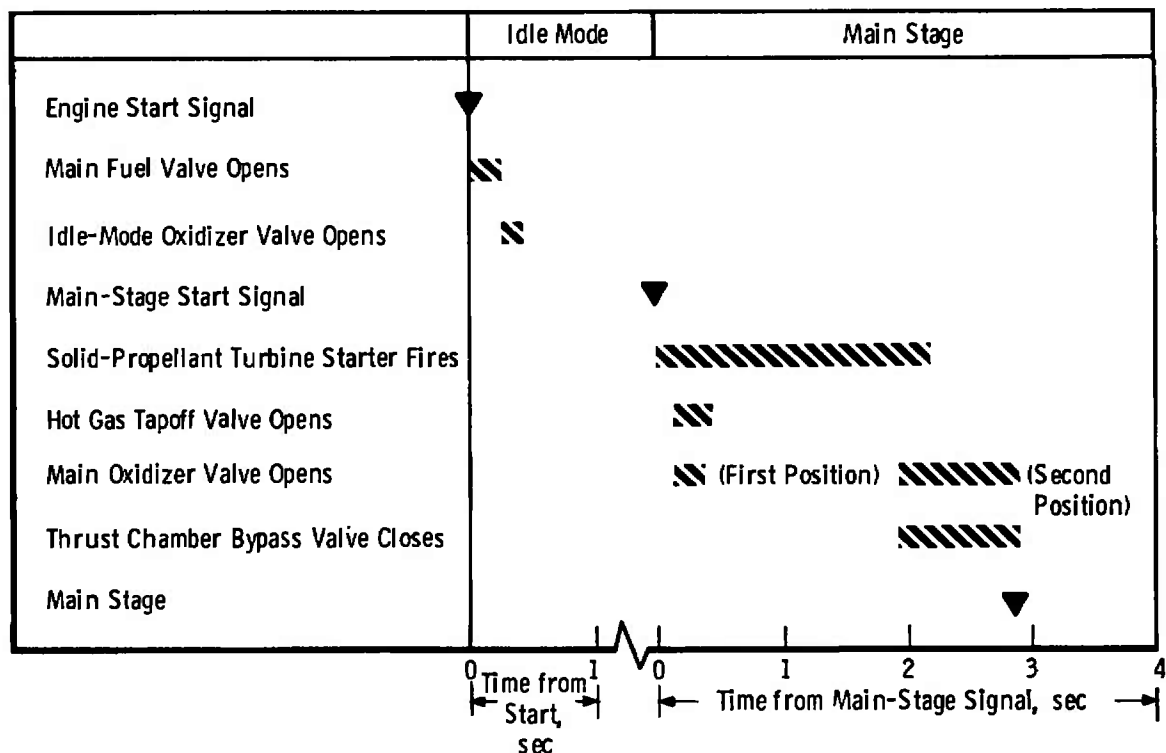 Idle Mode Main Stage
Engine Start Signal
Main Fuel Valve Opens
Idle-Mode Oxidizer Valve Opens
Main-Stage Start Signal
Solid-Propellant Turbine Starter Fires
Hot Gas Tapoff Valve Opens
Main Oxidizer Valve Opens (First Position) (Second
Position)
Thrust Chamber Bypass Valve Closes
Main Stage
0 1 0 1 2 3 4
Time from
Start,
sec
Time from Main-Stage Signal, sec